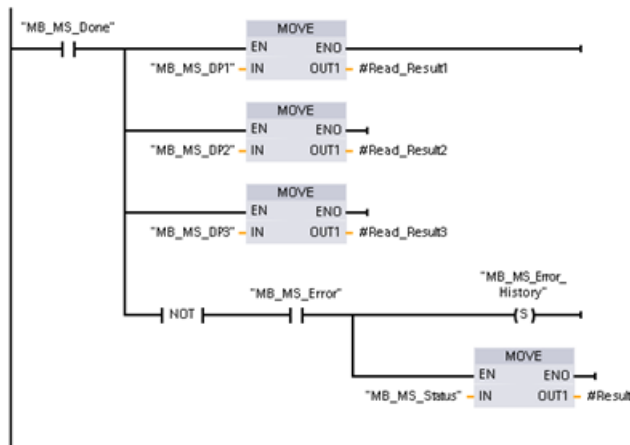 "MB_MS_Done"
MOVE
EN ENO
"MB_MS_DP1" IN OUT1 #Read_Result1
MOVE
EN ENO
"MB_MS_DP2" IN OUT1 #Read_Result2
MOVE
EN ENO
"MB_MS_DP3" IN OUT1 #Read_Result3
"MB_MS_Error_
History"
"MB_MS_Error"
NOT
S
MOVE
EN ENO
"MB_MS_Status" IN OUT1 #Result